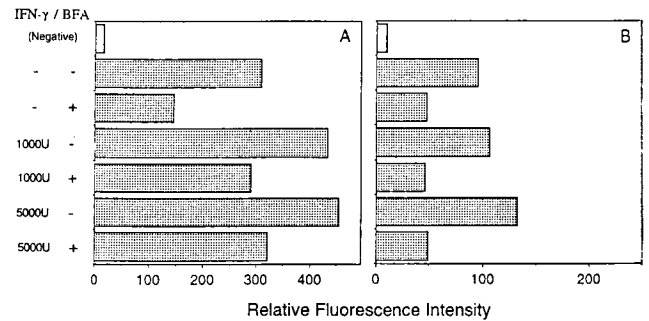 IFN-γ / BFA
(Negative)
A
B
- -
- +
1000U -
1000U +
5000U -
5000U +
0 100 200 300 400
0 100 200
Relative Fluorescence Intensity